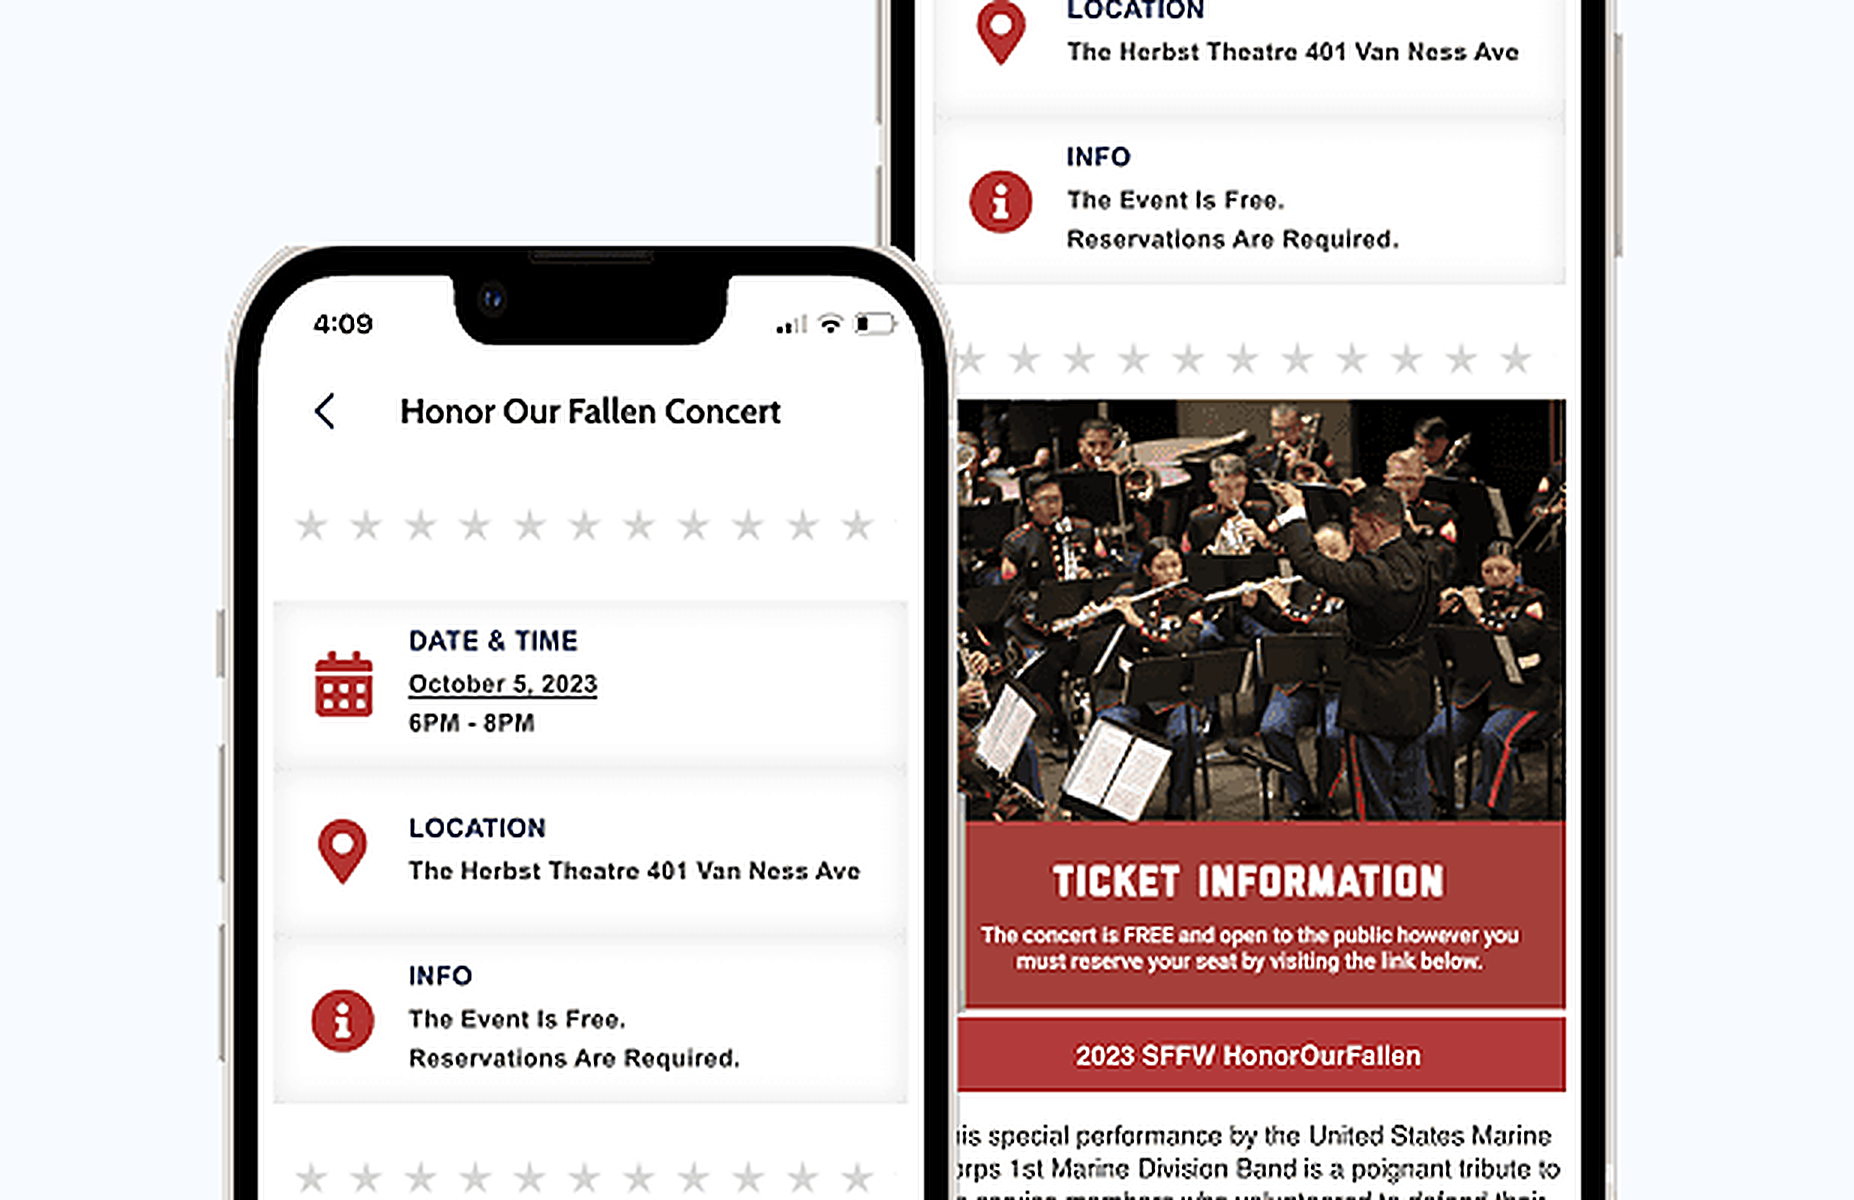 4:09
Honor Our Fallen Concert
DATE & TIME
October 5, 2023
6PM - 8PM
LOCATION
The Herbst Theatre 401 Van Ness Ave
INFO
The Event Is Free.
Reservations Are Required.
LOCATION
The Herbst Theatre 401 Van Ness Ave
INFO
The Event Is Free.
Reservations Are Required.
TICKET INFORMATION
The concert is FREE and open to the public however you
must reserve your seat by visiting the link below.
2023 SFFW HonorOurFallen
special performance by the United States Marine
1st Marine Division Band is a poignant tribute to